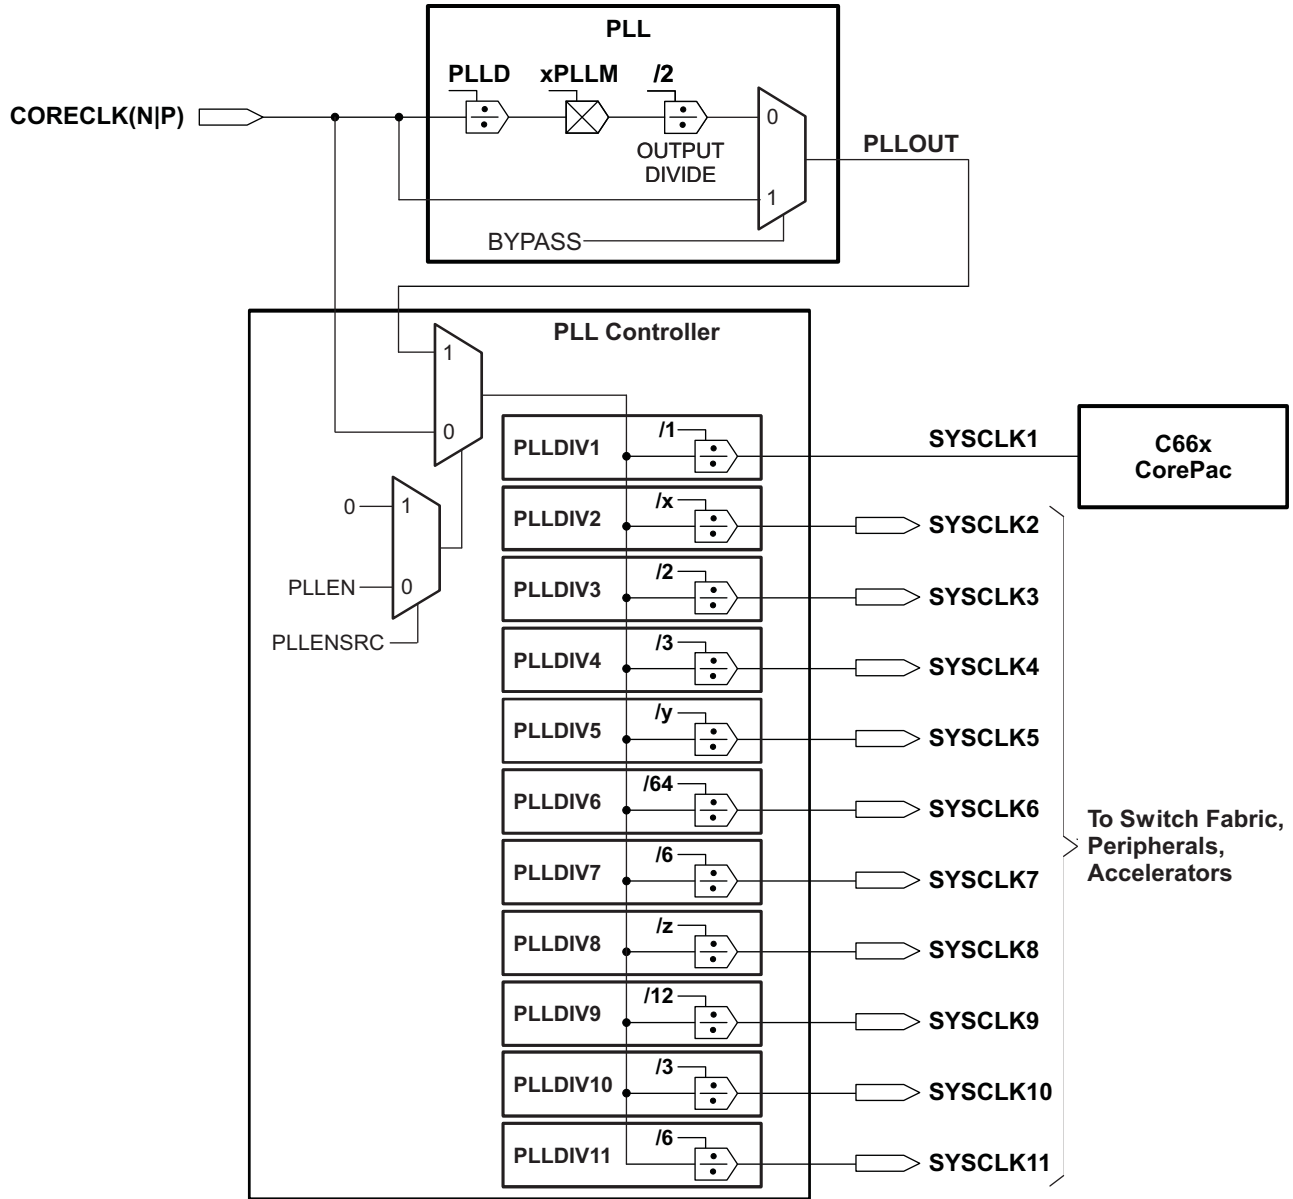 PLL
PLLD xPLLM /2
CORECLK(N|P)
0
OUTPUT
DIVIDE
PLLOUT
1
BYPASS
PLL Controller
1
0
0
1
PLLEN
0
PLLENSRC
PLLDIV1 /1 SYSCLK1
C66x
CorePac
PLLDIV2 /x SYSCLK2
PLLDIV3 /2 SYSCLK3
PLLDIV4 /3 SYSCLK4
PLLDIV5 /y SYSCLK5
PLLDIV6 /64 SYSCLK6
PLLDIV7 /6 SYSCLK7
PLLDIV8 /z SYSCLK8
PLLDIV9 /12 SYSCLK9
PLLDIV10 /3 SYSCLK10
PLLDIV11 /6 SYSCLK11
To Switch Fabric,
Peripherals,
Accelerators